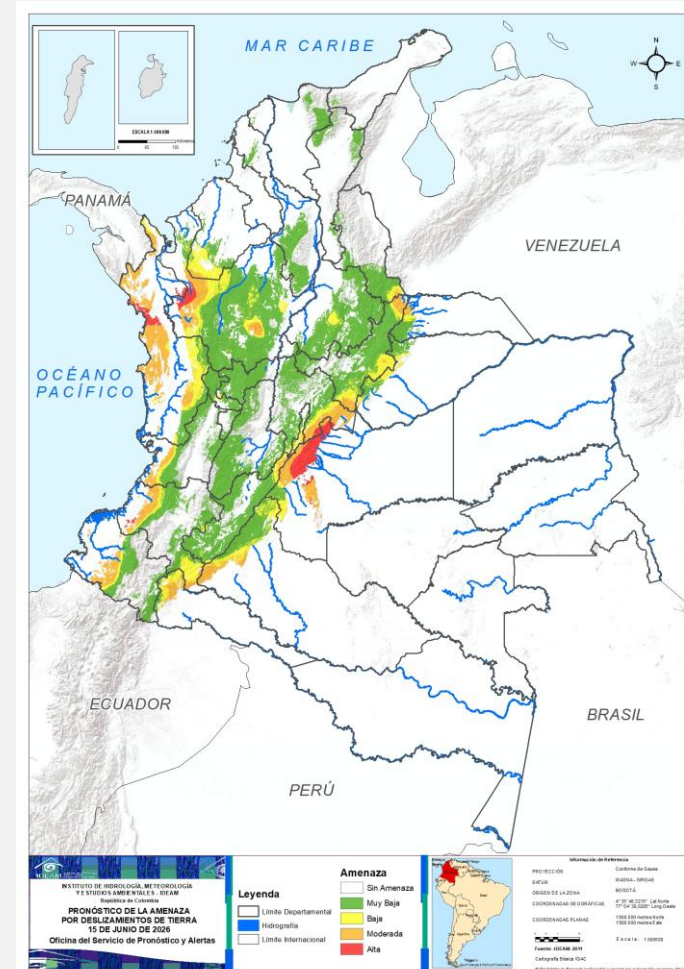 MAR CARIBE
N
W
E
S
PANAMÁ
VENEZUELA
OCÉANO
PACÍFICO
ECUADOR
BRASIL
PERÚ
IDEAM
INSTITUTO DE HIDROLOGÍA, METEOROLOGÍA
Y ESTUDIOS AMBIENTALES - IDEAM
República de Colombia
PRONÓSTICO DE LA AMENAZA
POR DESLIZAMIENTOS DE TIERRA
15 DE JUNIO DE 2026
Oficina del Servicio de Pronóstico y Alertas
Leyenda
Límite Departamental
Hidrografía
Límite Internacional
Amenaza
Sin Amenaza
Muy Baja
Baja
Moderada
Alta
Información de Referencia
PROYECCIÓN
Conforme de Gauss
DATUM
MAGNA - SIRGAS
ORIGEN DE LA ZONA
BOGOTÁ
COORDENADAS GEOGRÁFICAS
COORDENADAS PLANAS
Fuente: IDEAM. 2011
Cartografía Básica IGAC